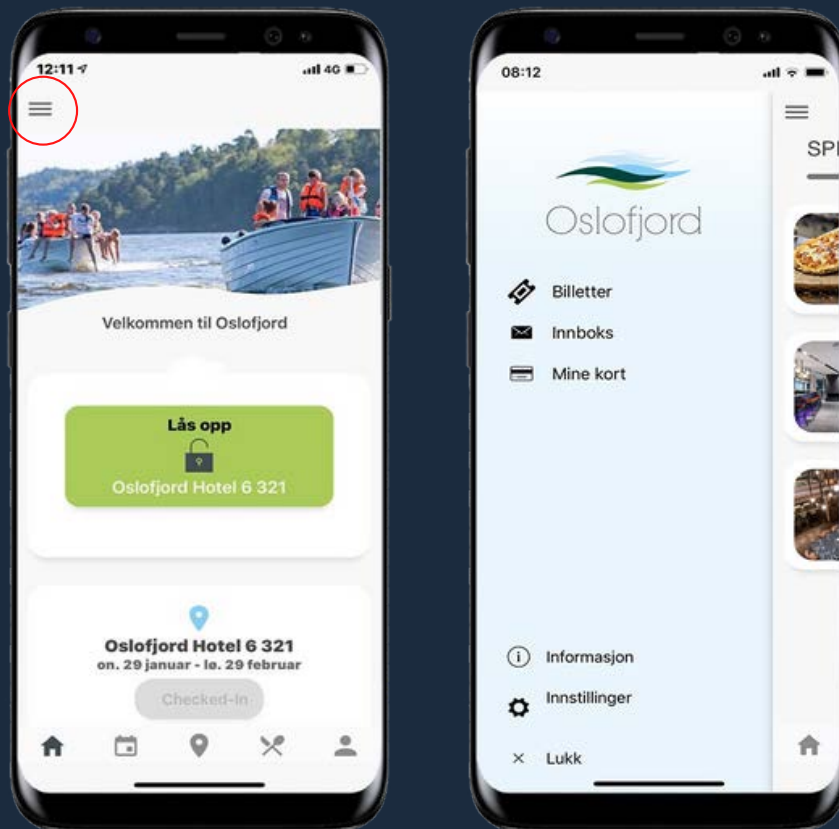 12:11
4G
Velkommen til Oslofjord
Lås opp
Oslofjord Hotel 6 321
Oslofjord Hotel 6 321
on. 29 januar - lø. 29 februar
Checked-In
08:12
Oslofjord
Billetter
Innboks
Mine kort
Informasjon
Innstillinger
Lukk